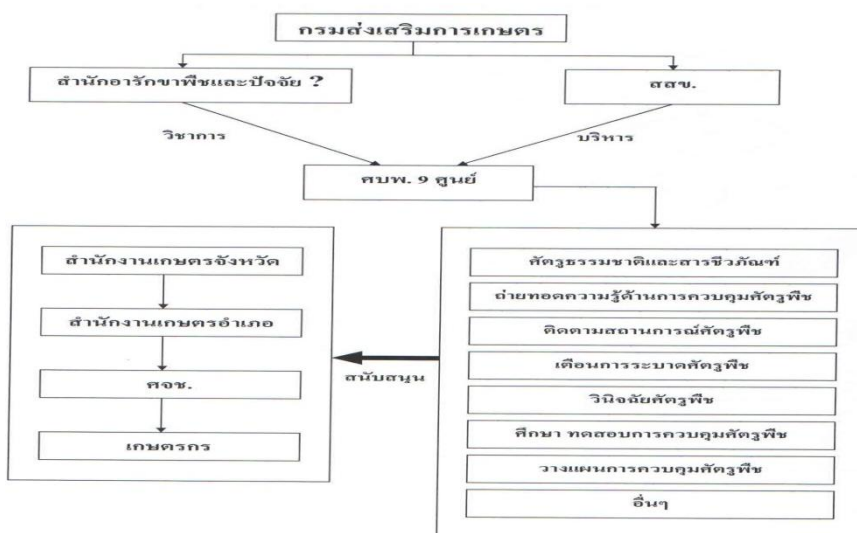 กรมส่งเสริมการเกษตร
สำนักอารักขาพืชและปัจจัย ?
สสข.
วิชาการ
บริหาร
ศบพ. 9 ศูนย์
สำนักงานเกษตรจังหวัด
สำนักงานเกษตรอำเภอ
ศจช.
เกษตรกร
สนับสนุน
ศัตรูธรรมชาติและสารชีวภัณฑ์
ถ่ายทอดความรู้ด้านการควบคุมศัตรูพืช
ติดตามสถานการณ์ศัตรูพืช
เตือนการระบาดศัตรูพืช
วินิจฉัยศัตรูพืช
ศึกษา ทดสอบการควบคุมศัตรูพืช
วางแผนการควบคุมศัตรูพืช
อื่นๆ